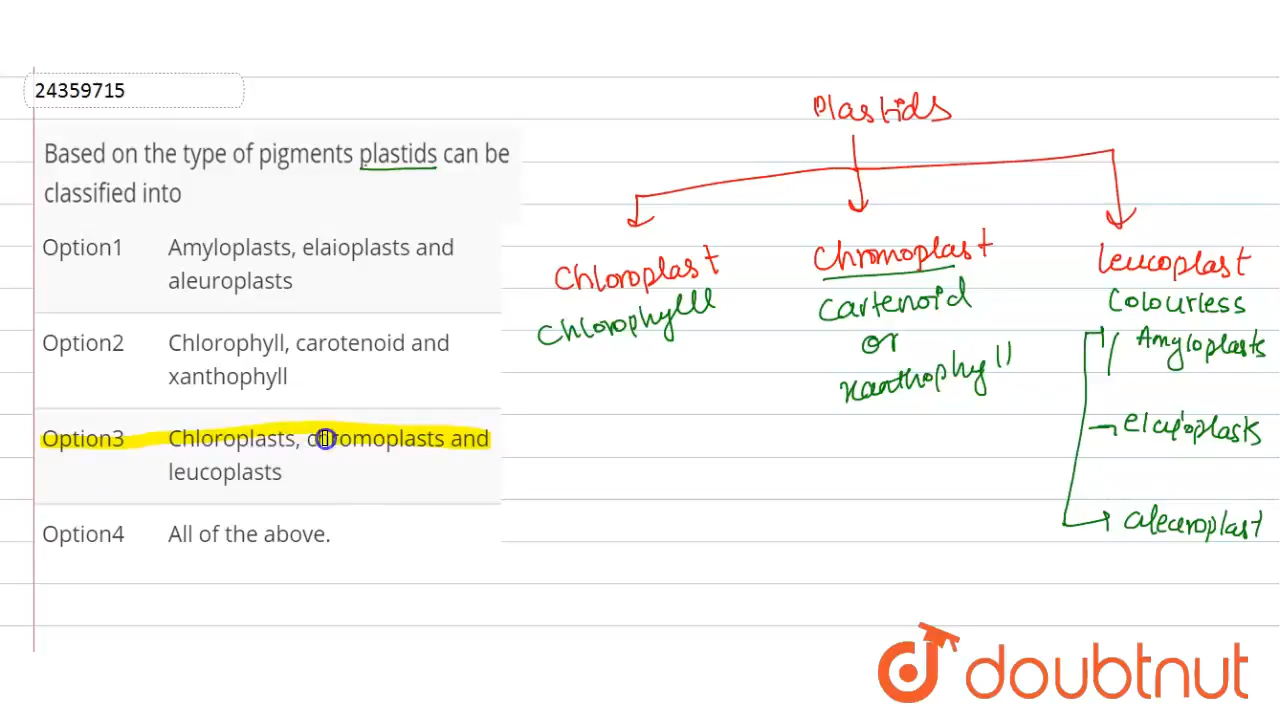 24359715
Based on the type of pigments plastids can be
classified into
Option1 Amyloplasts, elaioplasts and
aleuroplasts
Option2 Chlorophyll, carotenoid and
xanthophyll
Option3 Chloroplasts, chromoplasts and
leucoplasts
Option4 All of the above.
Plastids
Chloroplast Chromoplast Leucoplast
Chlorophylll Cartenoid Colourless
or Amyloplasts
xanthophyll
elaioplasts
aleuroplast
doubtnut